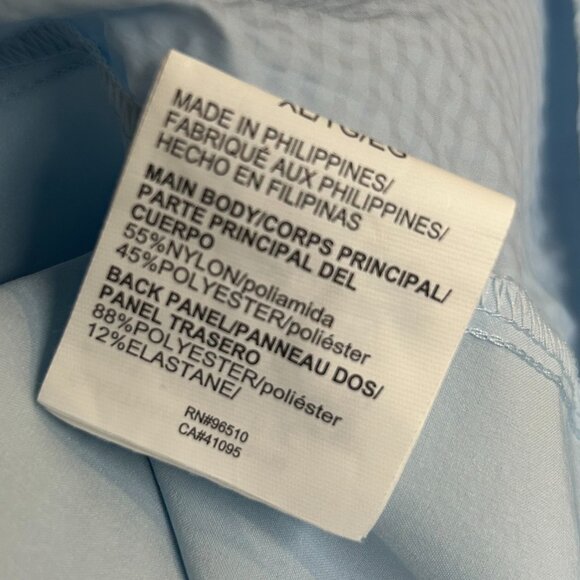 MADE IN PHILIPPINES/
FABRIQUÉ AUX PHILIPPINES/
HECHO EN FILIPINAS
MAIN BODY/CORPS PRINCIPAL/
PARTE PRINCIPAL DEL
CUERPO
55%NYLON/poliamida
45%POLYESTER/poliéster
BACK PANEL/PANNEAU DOS/
PANEL TRASERO
88%POLYESTER/poliéster
12%ELASTANE/
RN#96510
CA#41095